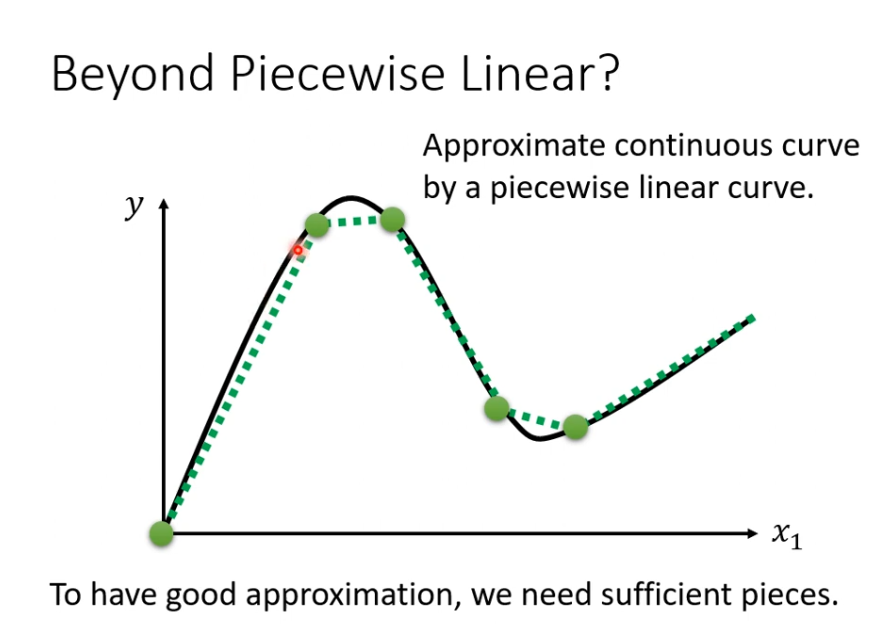 Beyond Piecewise Linear?
Approximate continuous curve
by a piecewise linear curve.
y
x₁
To have good approximation, we need sufficient pieces.